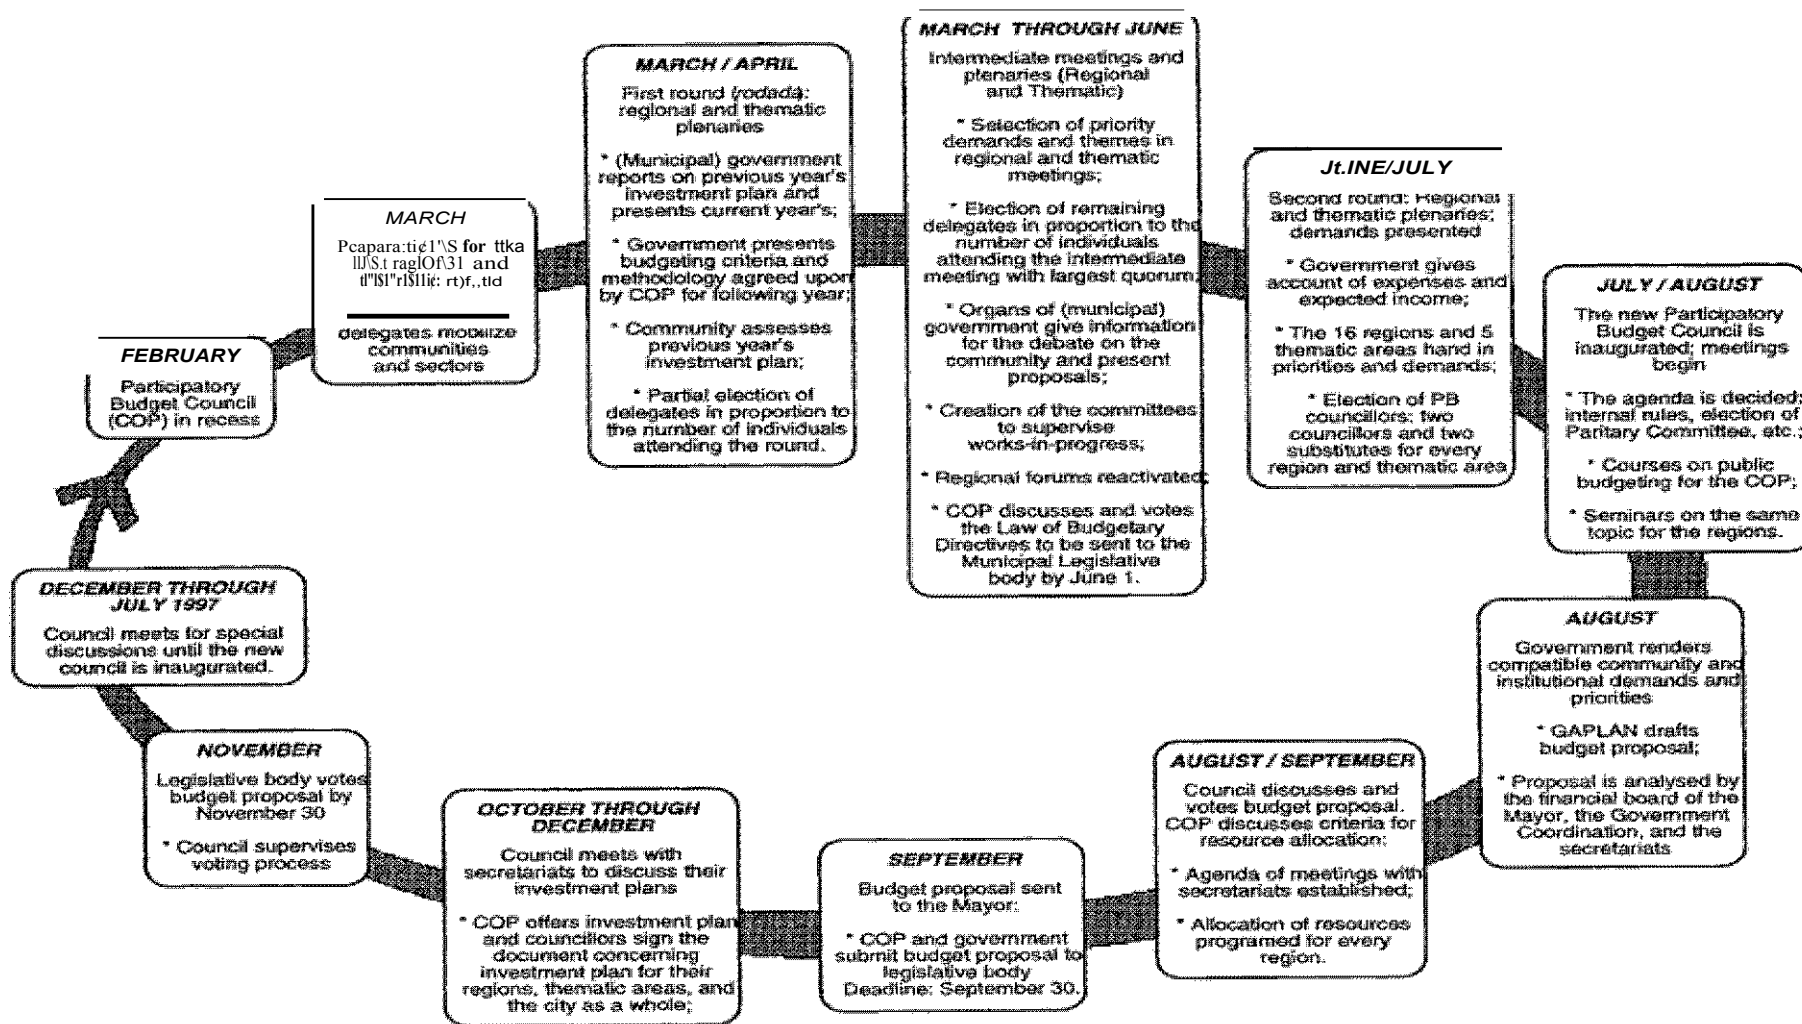 FEBRUARY
Participatory
Budget Council
(COP) in recess
MARCH
for
and
delegates mobilize
communities
and sectors
MARCH / APRIL
First round (rodada):
regional and thematic
plenaries
* (Municipal) government
reports on previous year's
investment plan and
presents current year's;
* Government presents
budgeting criteria and
methodology agreed upon
by COP for following year;
* Community assesses
previous year's
investment plan;
* Partial election of
delegates in proportion to
the number of individuals
attending the round.
MARCH THROUGH JUNE
Intermediate meetings and
plenaries (Regional
and Thematic)
* Selection of priority
demands and themes in
regional and thematic
meetings;
* Election of remaining
delegates in proportion to the
number of individuals
attending the intermediate
meeting with largest quorum;
* Organs of (municipal)
government give information
for the debate on the
community and present
proposals;
* Creation of the committees
to supervise
works-in-progress;
* Regional forums reactivated;
* COP discusses and votes
the Law of Budgetary
Directives to be sent to the
Municipal Legislative
body by June 1.
Jt.INE/JULY
Second round: Regional
and thematic plenaries;
demands presented
* Government gives
account of expenses and
expected income;
* The 16 regions and 5
thematic areas hand in
priorities and demands;
* Election of PB
councillors: two
councillors and two
substitutes for every
region and thematic area
JULY / AUGUST
The new Participatory
Budget Council is
inaugurated; meetings
begin
* The agenda is decided:
internal rules, election of
Paritary Committee, etc.;
* Courses on public
budgeting for the COP;
* Seminars on the same
topic for the regions.
AUGUST
Government renders
compatible community and
institutional demands and
priorities
* GAPLAN drafts
budget proposal;
* Proposal is analysed by
the financial board of the
Mayor, the Government
Coordination, and the
secretariats
AUGUST / SEPTEMBER
Council discusses and
votes budget proposal.
COP discusses criteria for
resource allocation;
* Agenda of meetings with
secretariats established;
* Allocation of resources
programed for every
region.
SEPTEMBER
Budget proposal sent
to the Mayor:
* COP and government
submit budget proposal to
legislative body
Deadline: September 30.
OCTOBER THROUGH
DECEMBER
Council meets with
secretariats to discuss their
investment plans
* COP offers investment plan
and councillors sign the
document concerning
investment plan for their
regions, thematic areas, and
the city as a whole;
NOVEMBER
Legislative body votes
budget proposal by
November 30
* Council supervises
voting process
DECEMBER THROUGH
JULY 1997
Council meets for special
discussions until the new
council is inaugurated.